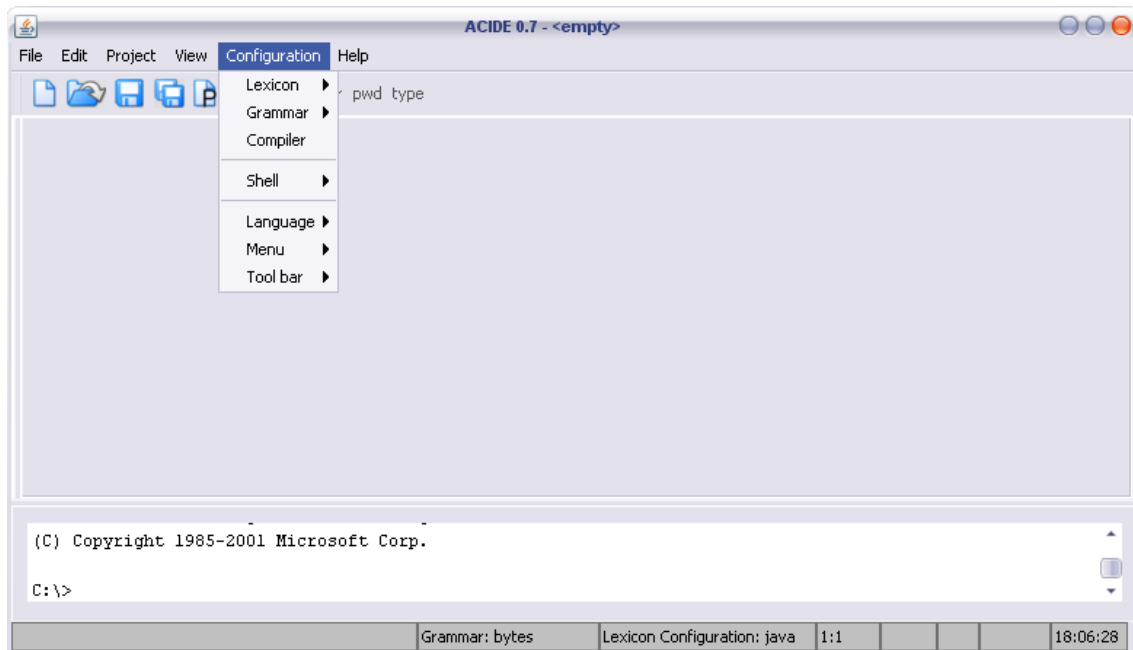 ACIDE 0.7 - <empty>
File Edit Project View Configuration Help
P pwd type
Lexicon
Grammar
Compiler
Shell
Language
Menu
Tool bar
(C) Copyright 1985-2001 Microsoft Corp.
C:\>
Grammar: bytes Lexicon Configuration: java 1:1 18:06:28